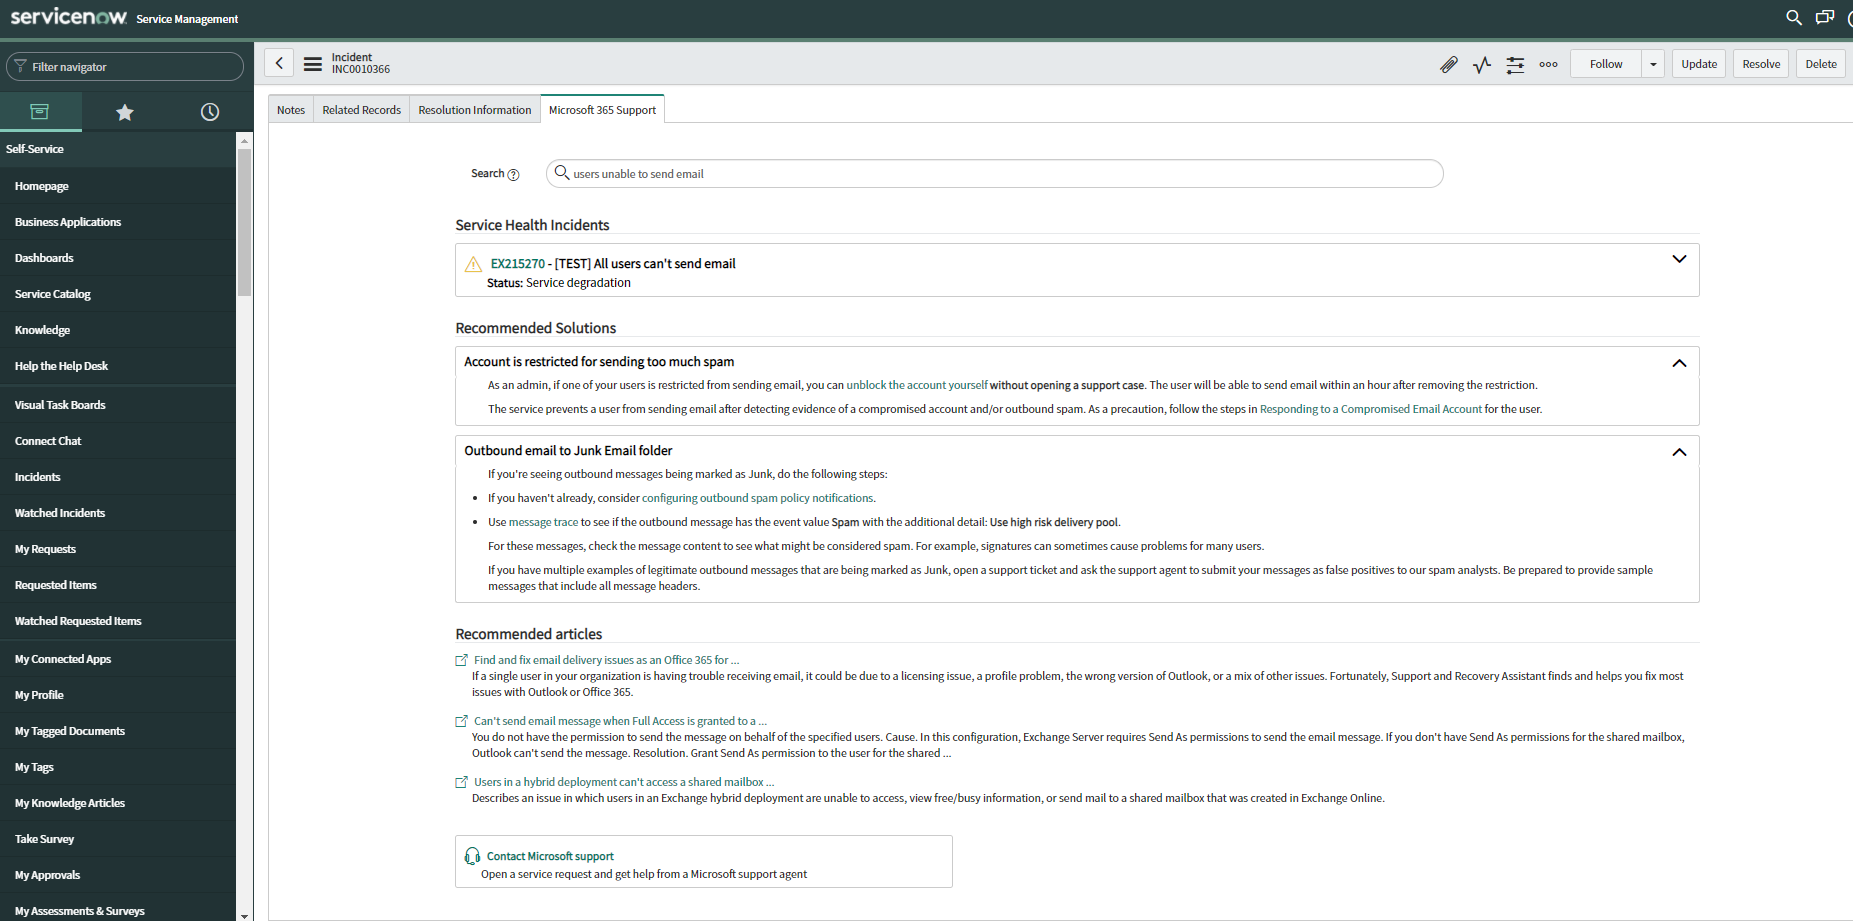 servicenow Service Management
Filter navigator
Self-Service
Homepage
Business Applications
Dashboards
Service Catalog
Knowledge
Help the Help Desk
Visual Task Boards
Connect Chat
Incidents
Watched Incidents
My Requests
Requested Items
Watched Requested Items
My Connected Apps
My Profile
My Tagged Documents
My Tags
My Knowledge Articles
Take Survey
My Approvals
My Assessments & Surveys
Incident
INC0010366
Follow Update Resolve Delete
Notes Related Records Resolution Information Microsoft 365 Support
Search users unable to send email
Service Health Incidents
EX215270 - [TEST] All users can't send email
Status: Service degradation
Recommended Solutions
Account is restricted for sending too much spam
As an admin, if one of your users is restricted from sending email, you can unblock the account yourself without opening a support case. The user will be able to send email within an hour after removing the restriction.
The service prevents a user from sending email after detecting evidence of a compromised account and/or outbound spam. As a precaution, follow the steps in Responding to a Compromised Email Account for the user.
Outbound email to Junk Email folder
If you're seeing outbound messages being marked as Junk, do the following steps:
• If you haven't already, consider configuring outbound spam policy notifications.
• Use message trace to see if the outbound message has the event value Spam with the additional detail: Use high risk delivery pool.
For these messages, check the message content to see what might be considered spam. For example, signatures can sometimes cause problems for many users.
If you have multiple examples of legitimate outbound messages that are being marked as Junk, open a support ticket and ask the support agent to submit your messages as false positives to our spam analysts. Be prepared to provide sample
messages that include all message headers.
Recommended articles
Find and fix email delivery issues as an Office 365 for ...
If a single user in your organization is having trouble receiving email, it could be due to a licensing issue, a profile problem, the wrong version of Outlook, or a mix of other issues. Fortunately, Support and Recovery Assistant finds and helps you fix most
issues with Outlook or Office 365.
Can't send email message when Full Access is granted to a ...
You do not have the permission to send the message on behalf of the specified users. Cause. In this configuration, Exchange Server requires Send As permissions to send the email message. If you don't have Send As permissions for the shared mailbox,
Outlook can't send the message. Resolution. Grant Send As permission to the user for the shared ...
Users in a hybrid deployment can't access a shared mailbox ...
Describes an issue in which users in an Exchange hybrid deployment are unable to access, view free/busy information, or send mail to a shared mailbox that was created in Exchange Online.
Contact Microsoft support
Open a service request and get help from a Microsoft support agent